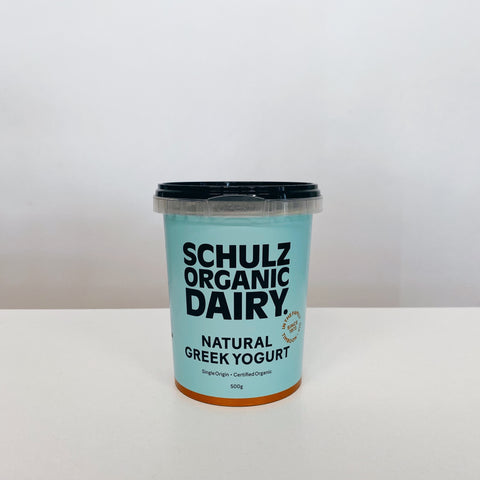 SCHULZ
ORGANIC
DAIRY.
NATURAL
GREEK YOGURT
Single Origin • Certified Organic
500g